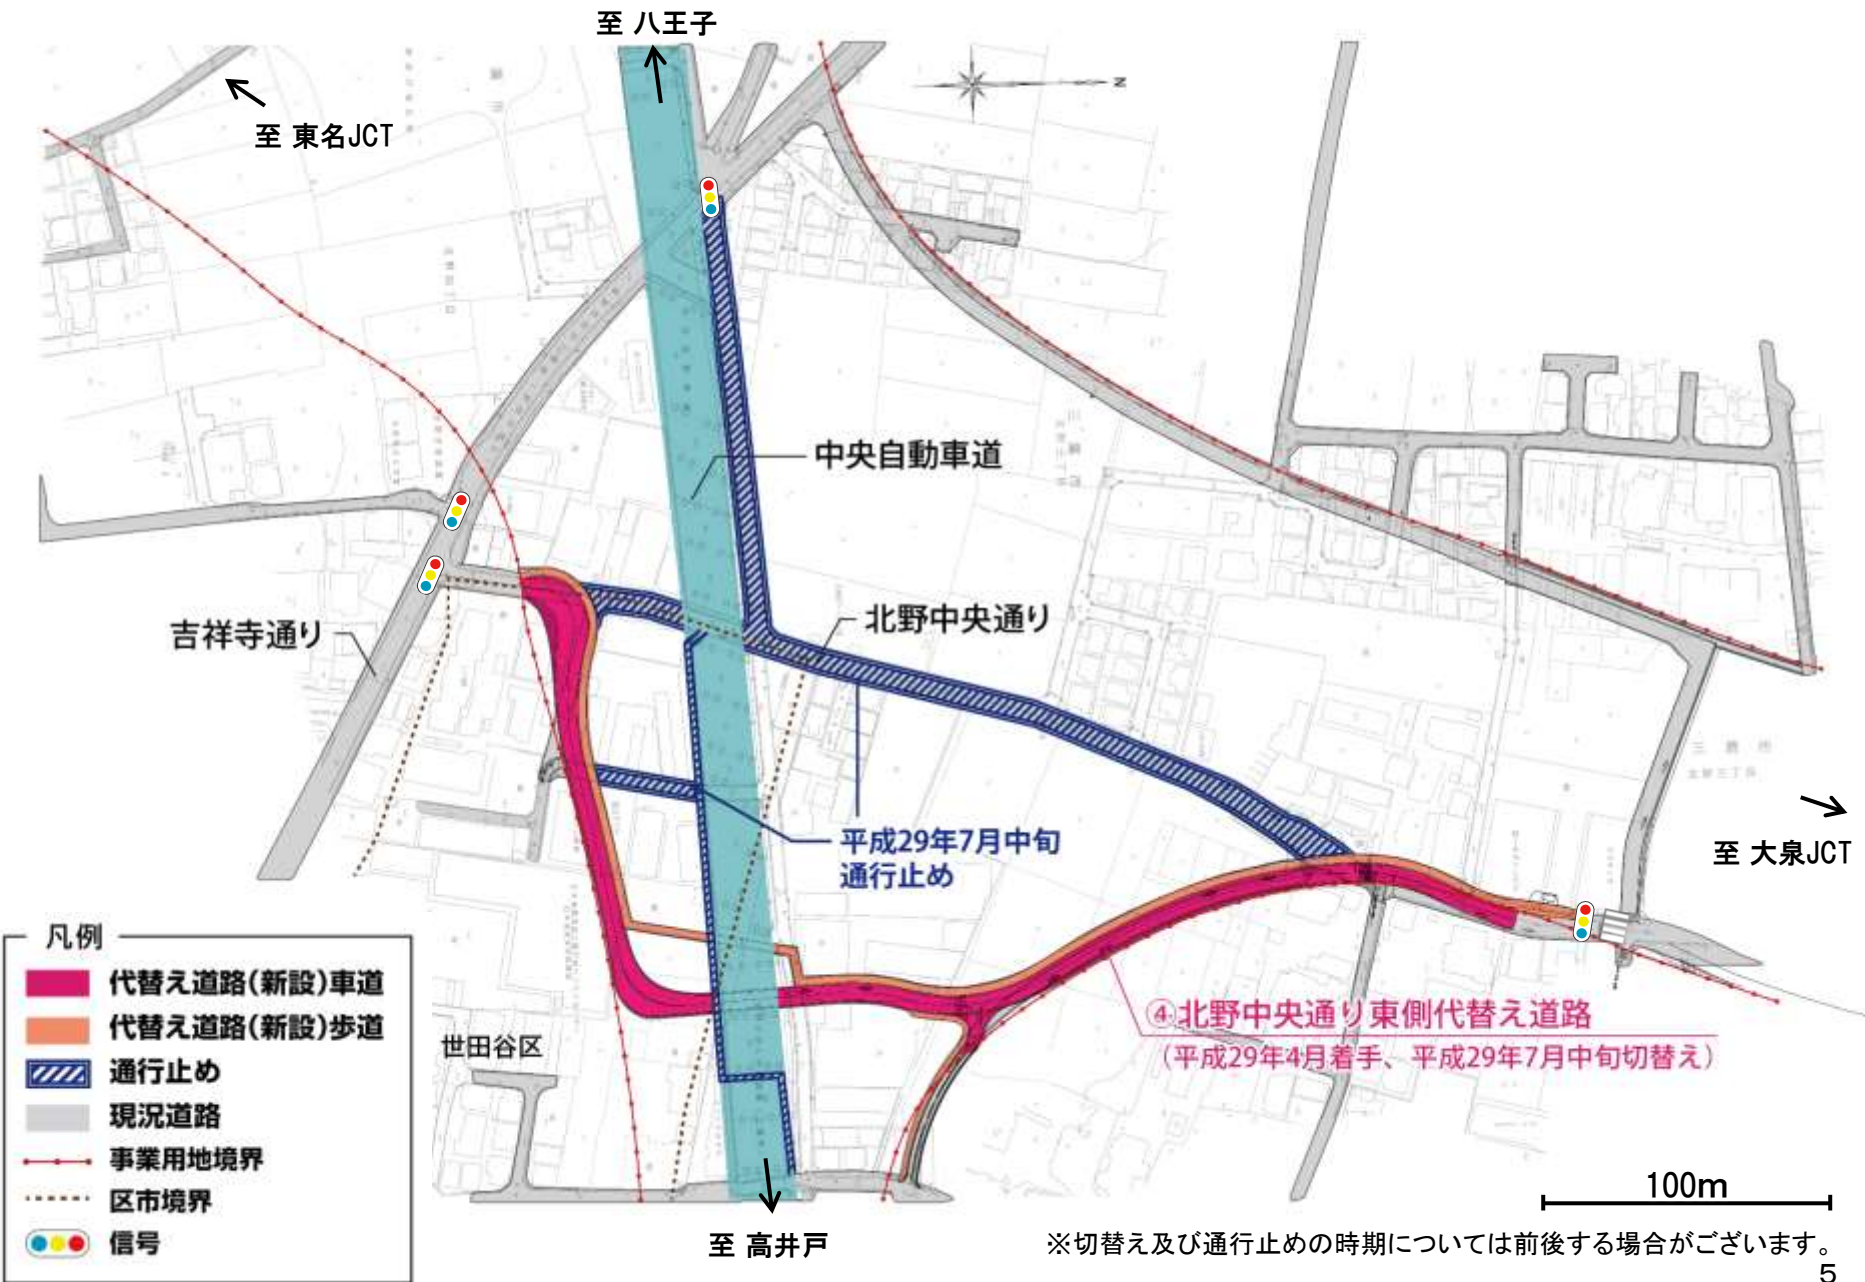 至 八王子
至 東名JCT
N
中央自動車道
北野中央通り
吉祥寺通り
平成29年7月中旬
通行止め
至 大泉JCT
凡例
代替え道路(新設)車道
代替え道路(新設)歩道
通行止め
現況道路
事業用地境界
区市境界
信号
世田谷区
④北野中央通り東側代替え道路
(平成29年4月着手、平成29年7月中旬切替え)
100m
至 高井戸
※切替え及び通行止めの時期については前後する場合がございます。
5